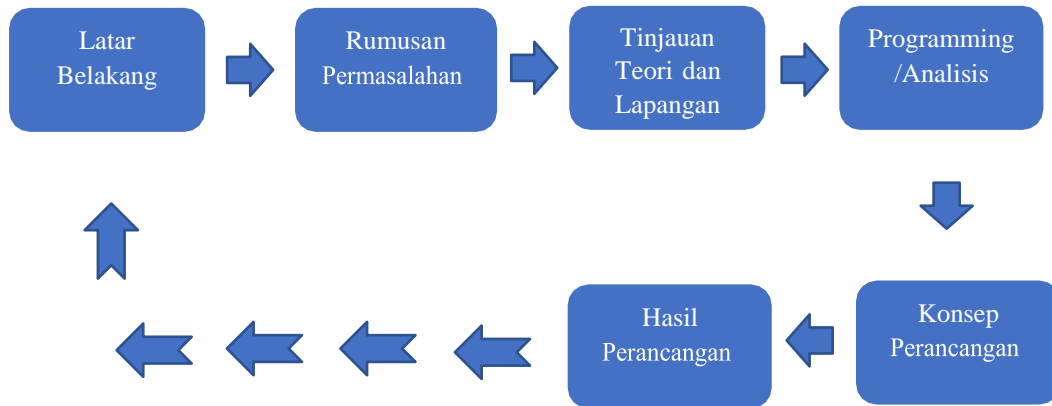 Latar
Belakang
Rumusan
Permasalahan
Tinjauan
Teori dan
Lapangan
Programming
/Analisis
Konsep
Perancangan
Hasil
Perancangan